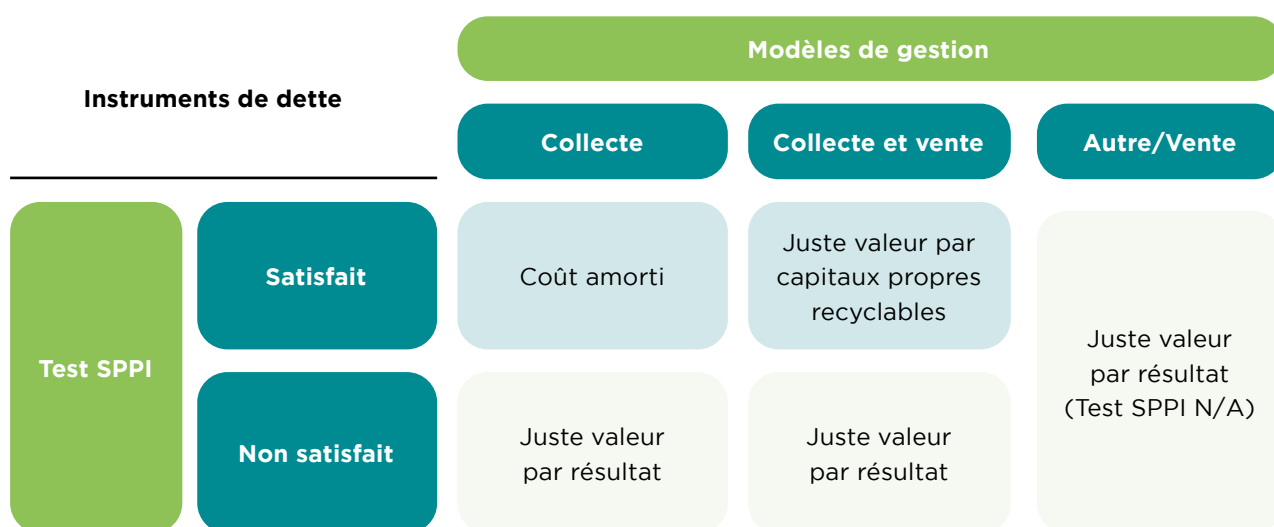 Modèles de gestion
Instruments de dette
Collecte
Collecte et vente
Autre/Vente
Test SPPI
Satisfait
Coût amorti
Juste valeur par
capitaux propres
recyclables
Juste valeur
par résultat
(Test SPPI N/A)
Non satisfait
Juste valeur
par résultat
Juste valeur
par résultat